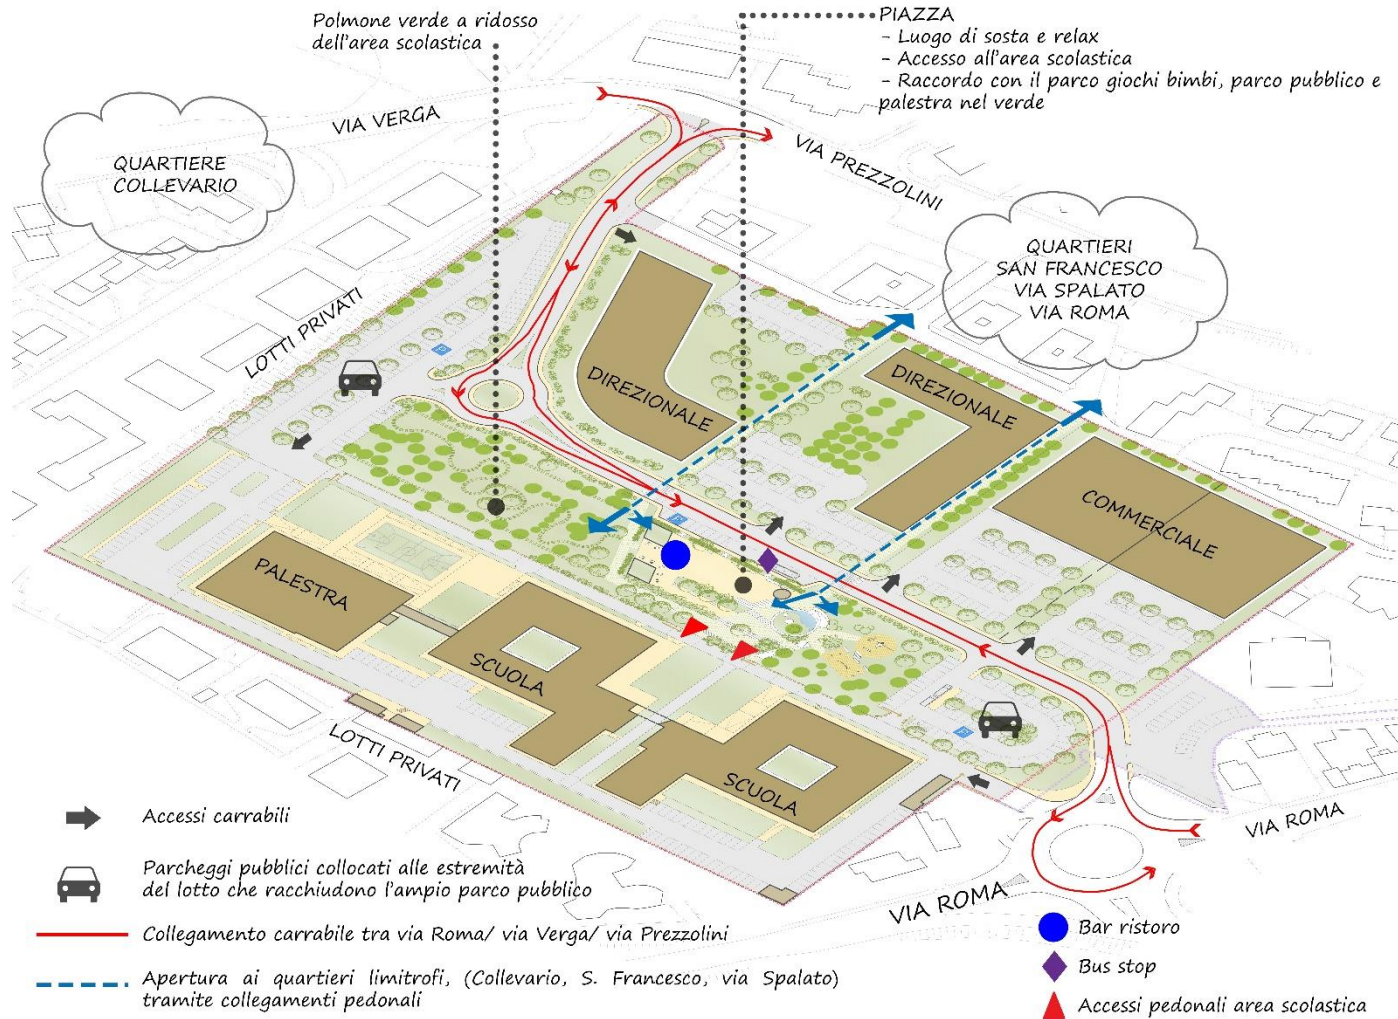 Polmone verde a ridosso
dell'area scolastica
PIAZZA
- Luogo di sosta e relax
- Accesso all'area scolastica
- Raccordo con il parco giochi bimbi, parco pubblico e
palestra nel verde
VIA VERGA
VIA PREZZOLINI
QUARTIERE
COLLEVARIO
QUARTIERI
SAN FRANCESCO
VIA SPALATO
VIA ROMA
LOTTI PRIVATI
P
DIREZIONALE
DIREZIONALE
COMMERCIALE
P
PALESTRA
SCUOLA
SCUOLA
P
LOTTI PRIVATI
VIA ROMA
VIA ROMA
Accessi carrabili
Parcheggi pubblici collocati alle estremità
del lotto che racchiudono l'ampio parco pubblico
Collegamento carrabile tra via Roma/ via Verga/ via Prezzolini
Apertura ai quartieri limitrofi, (Collevario, S. Francesco, via Spalato)
tramite collegamenti pedonali
Bar ristoro
Bus stop
Accessi pedonali area scolastica